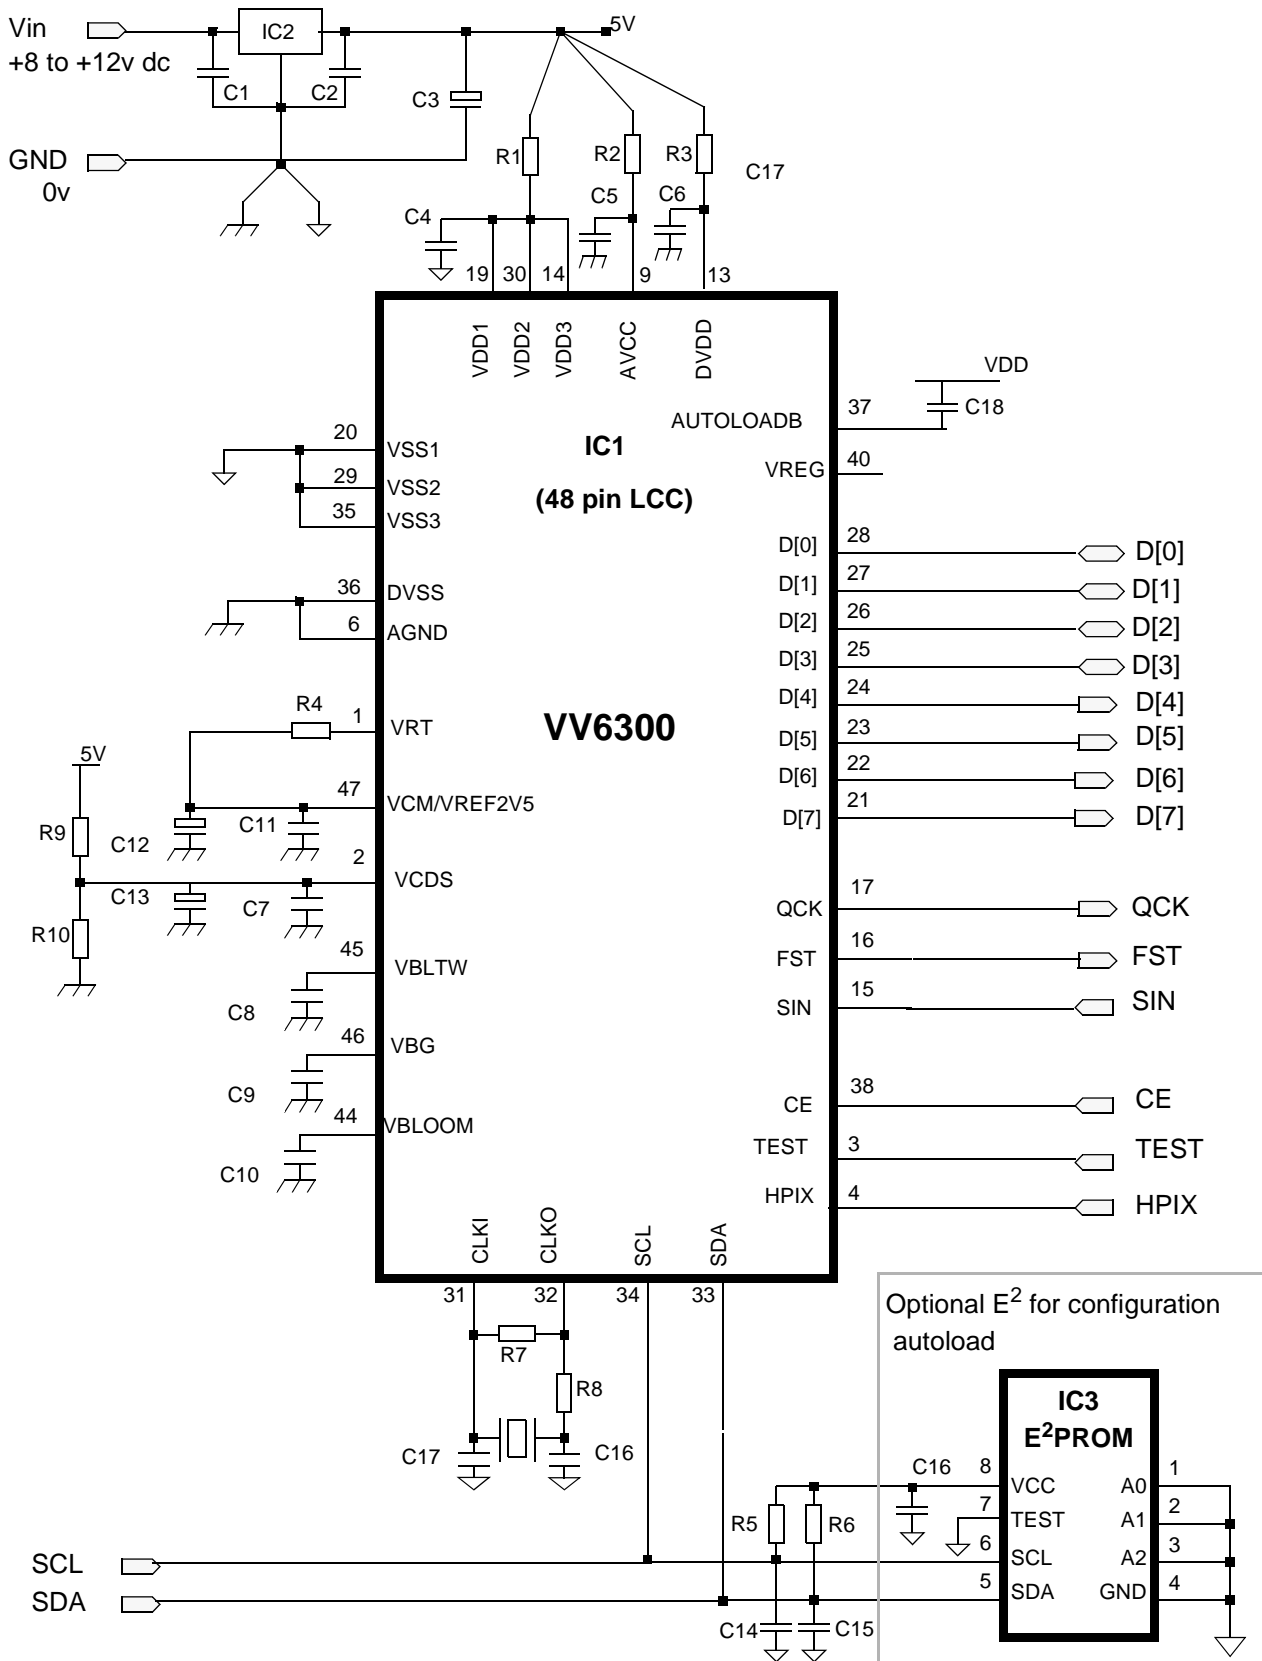 Vin
IC2
5V
+8 to +12v dc
C1
C2
C3
GND
0v
R1
R2
R3
C17
C4
C5
C6
19
30
14
9
13
VDD1
VDD2
VDD3
AVCC
DVDD
VDD
C18
AUTOLOADB
37
20
VSS1
IC1
VREG
40
29
VSS2
(48 pin LCC)
35
VSS3
D[0]
28
D[0]
D[1]
27
D[1]
36
DVSS
D[2]
26
D[2]
6
AGND
D[3]
25
D[3]
D[4]
24
D[4]
R4
1
VRT
VV6300
D[5]
23
D[5]
5V
D[6]
22
D[6]
47
VCM/VREF2V5
D[7]
21
D[7]
R9
C12
C11
2
VCDS
C13
C7
QCK
17
QCK
R10
45
VBLTW
FST
16
FST
C8
SIN
15
SIN
46
VBG
C9
CE
38
CE
44
VBLOOM
TEST
3
TEST
C10
HPIX
4
HPIX
CLKI
CLKO
SCL
SDA
31
32
34
33
Optional E2 for configuration
autoload
R7
R8
IC3
E2PROM
C17
C16
C16
8
VCC
A0
1
7
TEST
A1
2
R5
R6
6
SCL
A2
3
SCL
5
SDA
GND
4
SDA
C14
C15